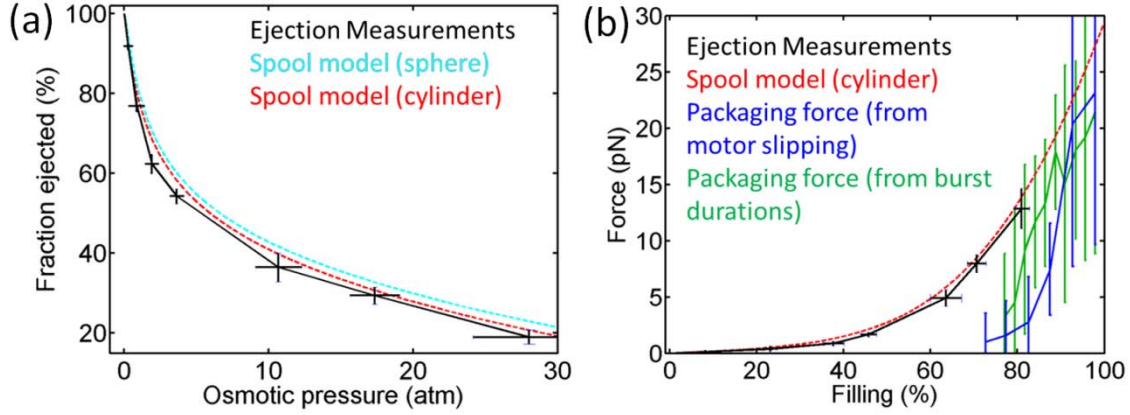 (a)
Ejection Measurements
Spool model (sphere)
Spool model (cylinder)
Fraction ejected (%)
100
80
60
40
20
0
10
20
30
Osmotic pressure (atm)
(b)
Ejection Measurements
Spool model (cylinder)
Packaging force (from
motor slipping)
Packaging force (from burst
durations)
Force (pN)
30
25
20
15
10
5
0
0
20
40
60
80
100
Filling (%)